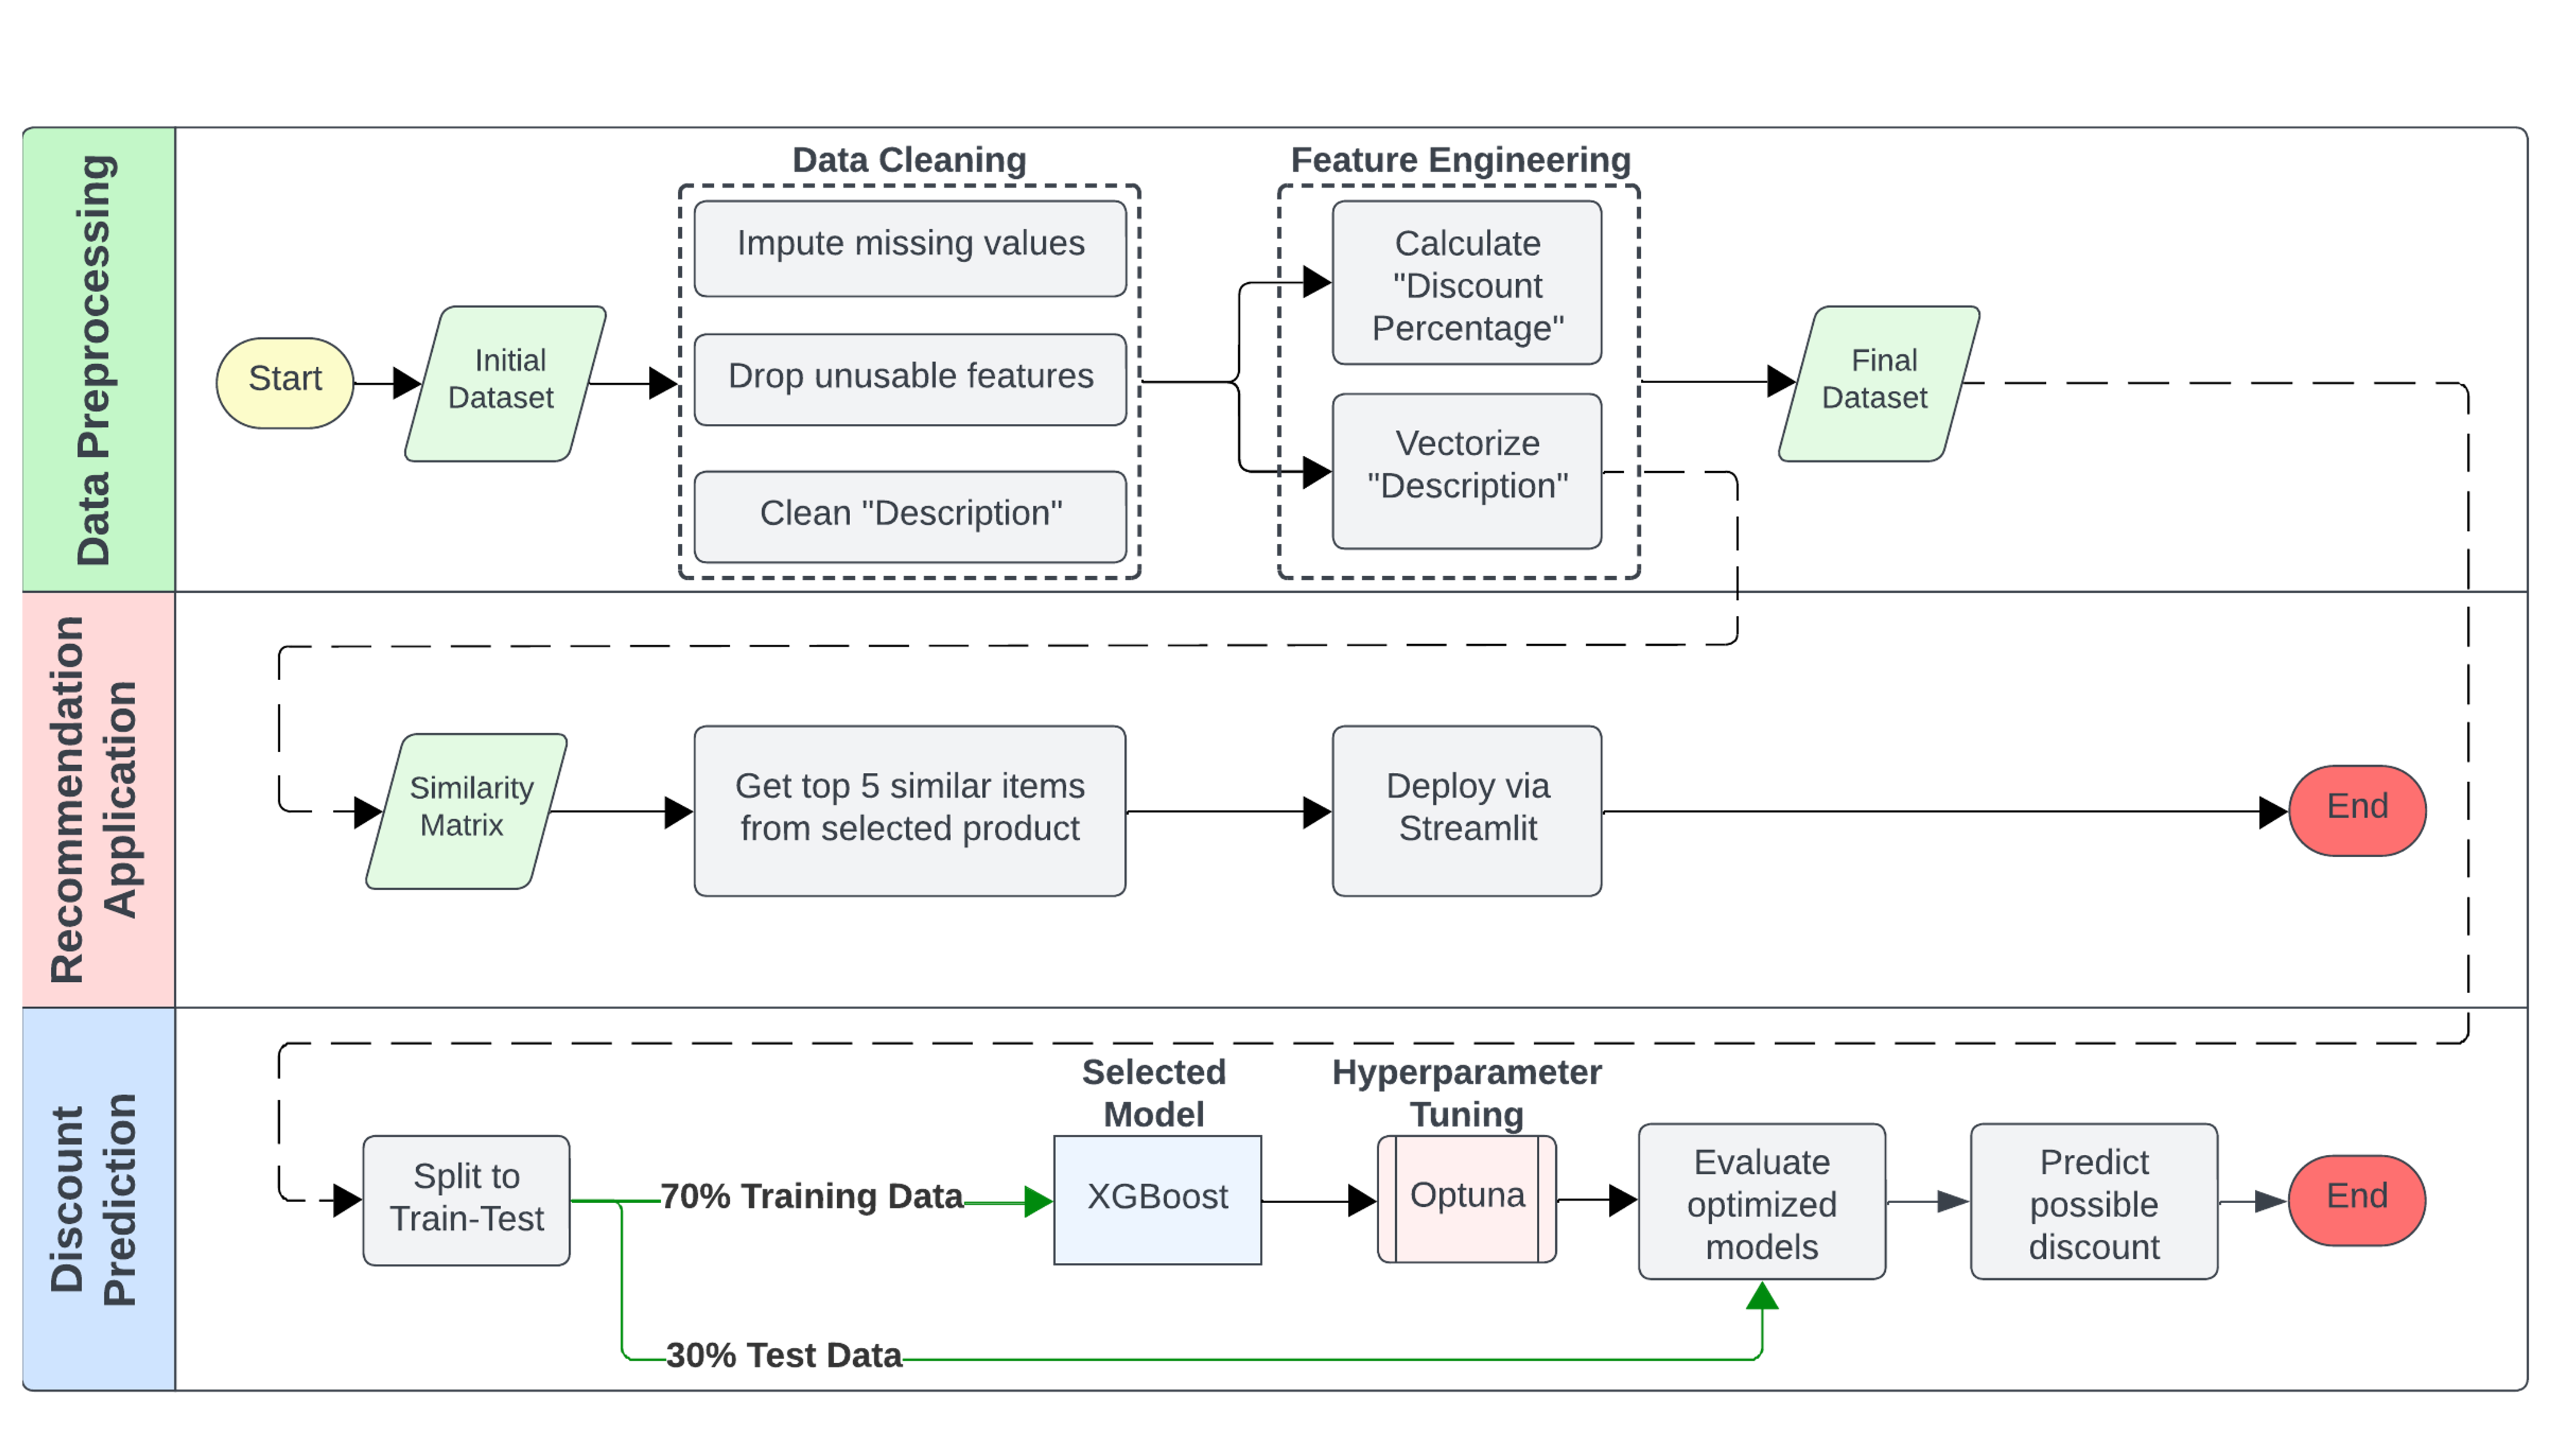 Data Preprocessing
Data Cleaning
Feature Engineering
Start
Initial
Dataset
Impute missing values
Drop unusable features
Clean "Description"
Calculate
"Discount
Percentage"
Vectorize
"Description"
Final
Dataset
Recommendation
Application
Similarity
Matrix
Get top 5 similar items
from selected product
Deploy via
Streamlit
End
Discount
Prediction
Split to
Train-Test
70% Training Data
30% Test Data
Selected
Model
XGBoost
Hyperparameter
Tuning
Optuna
Evaluate
optimized
models
Predict
possible
discount
End